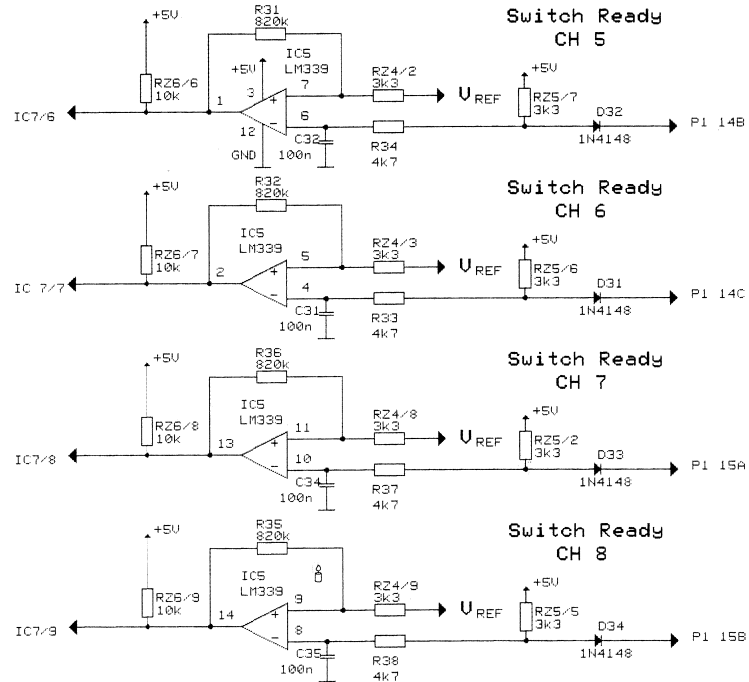 Switch Ready
CH 5
+5V
RZ6/6
10k
R31
820k
IC5
LM339
+5V
3
7
1
+
-
6
12
GND
C32
100n
RZ4/2
3k3
VREF
R34
4k7
+5V
RZ5/7
3k3
D32
1N4148
IC7/6
P1 14B
Switch Ready
CH 6
+5V
RZ6/7
10k
R32
820k
IC5
LM339
5
2
+
-
4
C31
100n
RZ4/3
3k3
VREF
R33
4k7
+5V
RZ5/6
3k3
D31
1N4148
IC 7/7
P1 14C
Switch Ready
CH 7
+5V
RZ6/8
10k
R36
820k
IC5
LM339
11
13
+
-
10
C34
100n
RZ4/8
3k3
VREF
R37
4k7
+5V
RZ5/2
3k3
D33
1N4148
IC7/8
P1 15A
Switch Ready
CH 8
+5V
RZ6/9
10k
R35
820k
IC5
LM339
9
14
+
-
8
C35
100n
RZ4/9
3k3
VREF
R38
4k7
+5V
RZ5/5
3k3
D34
1N4148
IC7/9
P1 15B